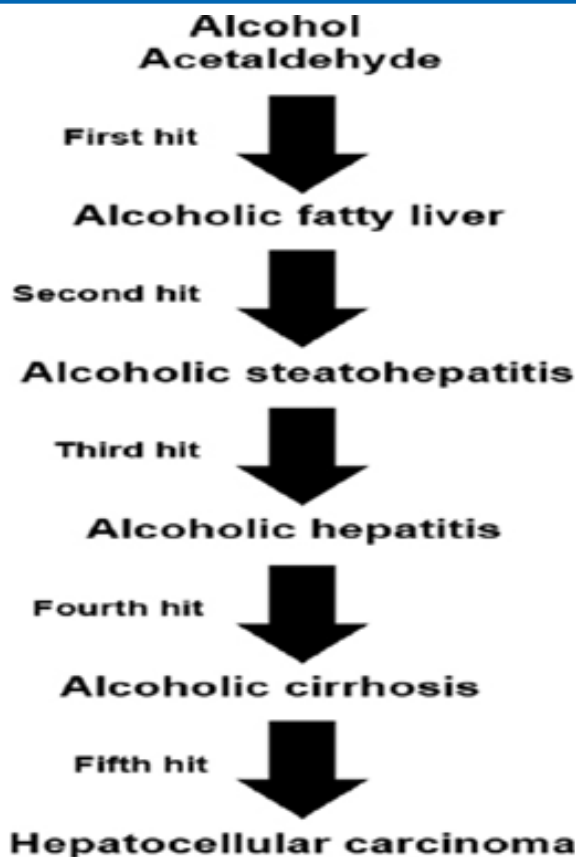 Alcohol
Acetaldehyde
First hit
Alcoholic fatty liver
Second hit
Alcoholic steatohepatitis
Third hit
Alcoholic hepatitis
Fourth hit
Alcoholic cirrhosis
Fifth hit
Hepatocellular carcinoma